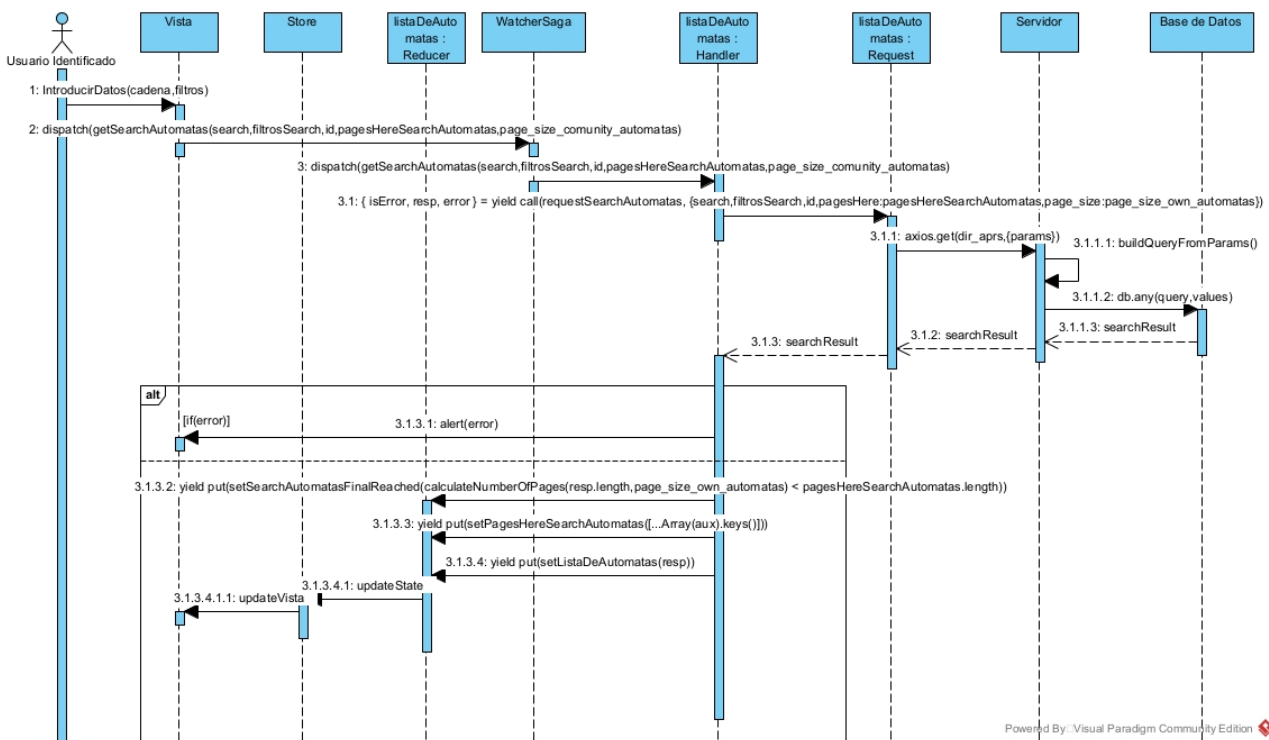 Usuario Identificado
Vista
Store
listaDeAuto
matas :
Reducer
WatcherSaga
listaDeAuto
matas :
Handler
listaDeAuto
matas :
Request
Servidor
Base de Datos
1: IntroducirDatos(cadena,filtros)
2: dispatch(getSearchAutomatas(search,filtrosSearch,id,pagesHereSearchAutomatas,page_size_comunity_automatas)
3: dispatch(getSearchAutomatas(search,filtrosSearch,id,pagesHereSearchAutomatas,page_size_comunity_automatas)
3.1: { isError, resp, error } = yield call(requestSearchAutomatas, {search,filtrosSearch,id,pagesHere:pagesHereSearchAutomatas,page_size:page_size_own_automatas})
3.1.1: axios.get(dir_aprs,{params})
3.1.1.1: buildQueryFromParams()
3.1.1.2: db.any(query,values)
3.1.1.3: searchResult
3.1.2: searchResult
3.1.3: searchResult
alt
[if(error)]
3.1.3.1: alert(error)
3.1.3.2: yield put(setSearchAutomatasFinalReached(calculateNumberOfPages(resp.length,page_size_own_automatas) < pagesHereSearchAutomatas.length))
3.1.3.3: yield put(setPagesHereSearchAutomatas([...Array(aux).keys()]))
3.1.3.4: yield put(setListaDeAutomatas(resp))
3.1.3.4.1: updateState
3.1.3.4.1.1: updateVista
Powered By Visual Paradigm Community Edition